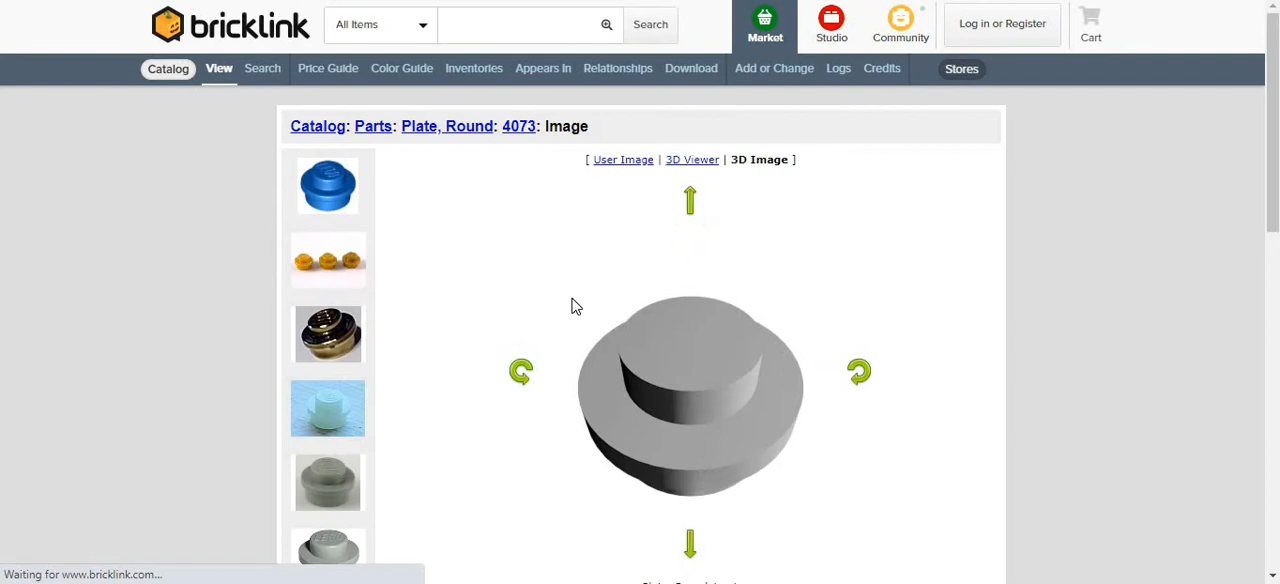 bricklink
All Items
Search
Market
Studio
Community
Log in or Register
Cart
Catalog View Search Price Guide Color Guide Inventories Appears In Relationships Download Add or Change Logs Credits Stores
Catalog: Parts: Plate, Round: 4073: Image
[ User Image | 3D Viewer | 3D Image ]
Waiting for www.bricklink.com...